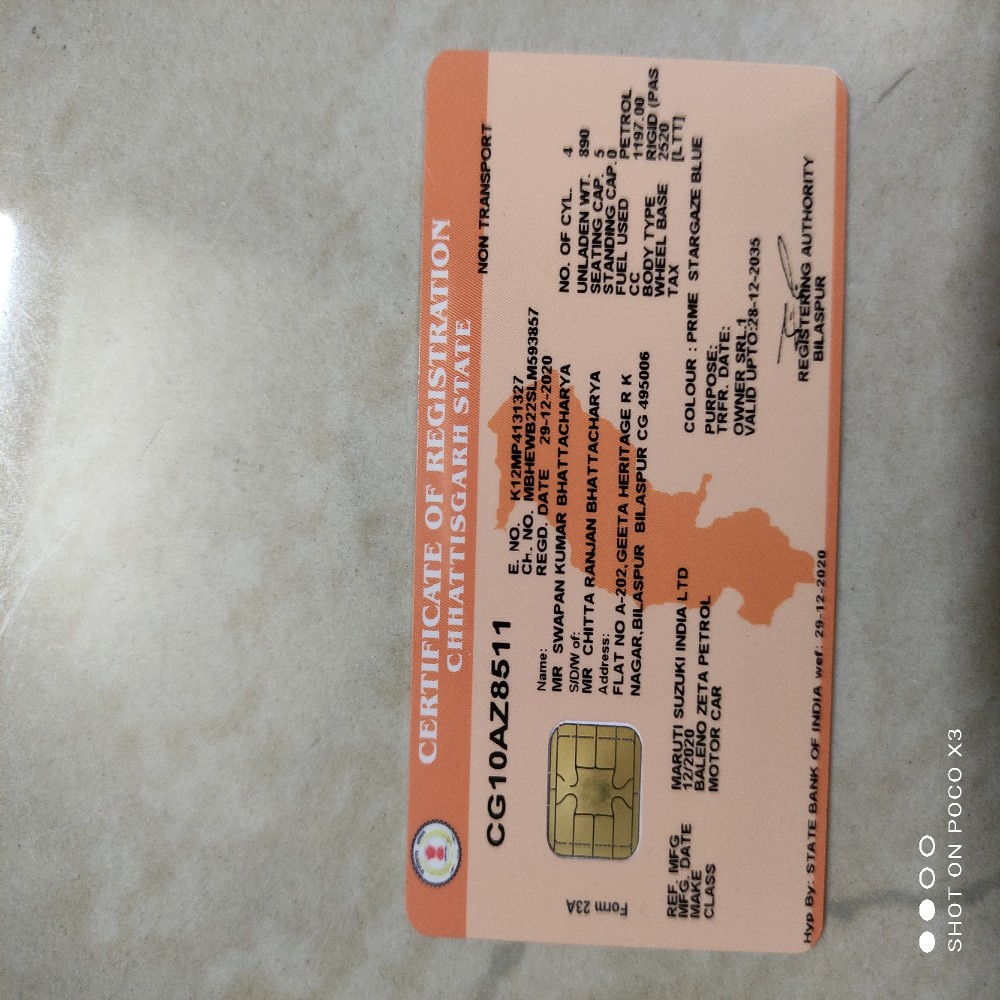 CERTIFICATE OF REGISTRATION
CHHATTISGARH STATE
NON TRANSPORT
CG10AZ8511
E. NO. K12MP4131327
CH. NO. MBHEWB22SLM593857
REGD. DATE 29-12-2020
Name:
MR SWAPAN KUMAR BHATTACHARYA
S/D/W of:
MR CHITTA RANJAN BHATTACHARYA
Address:
FLAT NO A-202,GEETA HERITAGE R K
NAGAR,BILASPUR BILASPUR CG 495006
NO. OF CYL. 4
UNLADEN WT. 890
SEATING CAP. 5
STANDING CAP. 0
FUEL USED PETROL
CC 1197.00
BODY TYPE RIGID (PAS
WHEEL BASE 2520
TAX [LTT]
Form 23A
REF. MFG MARUTI SUZUKI INDIA LTD
MFG. DATE 12/2020
MAKE BALENO ZETA PETROL
CLASS MOTOR CAR
COLOUR : PRME STARGAZE BLUE
PURPOSE:
TRFR. DATE:
OWNER SRL.1
VALID UPTO:28-12-2035
REGISTERING AUTHORITY
BILASPUR
Hyp By: STATE BANK OF INDIA wef: 29-12-2020
SHOT ON POCO X3